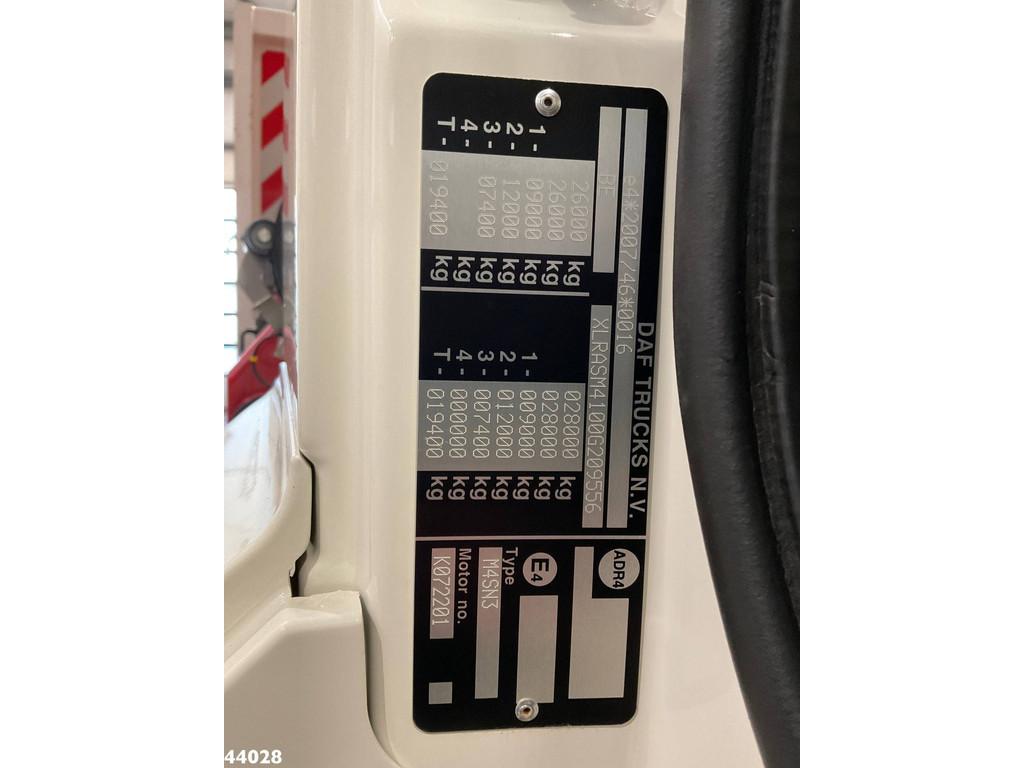 DAF TRUCKS N.V.
e4*2007/46*0016
RF
XLRASM4100G209556
26000 kg
26000 kg
1 - 09000 kg
2 - 12000 kg
3 - 07400 kg
4 - kg
T - 019400 kg
028000 kg
028000 kg
1 - 009000 kg
2 - 012000 kg
3 - 007400 kg
4 - 000000 kg
T - 019400 kg
ADR4
E4
Type
M4SN3
Motor no.
K072201
44028